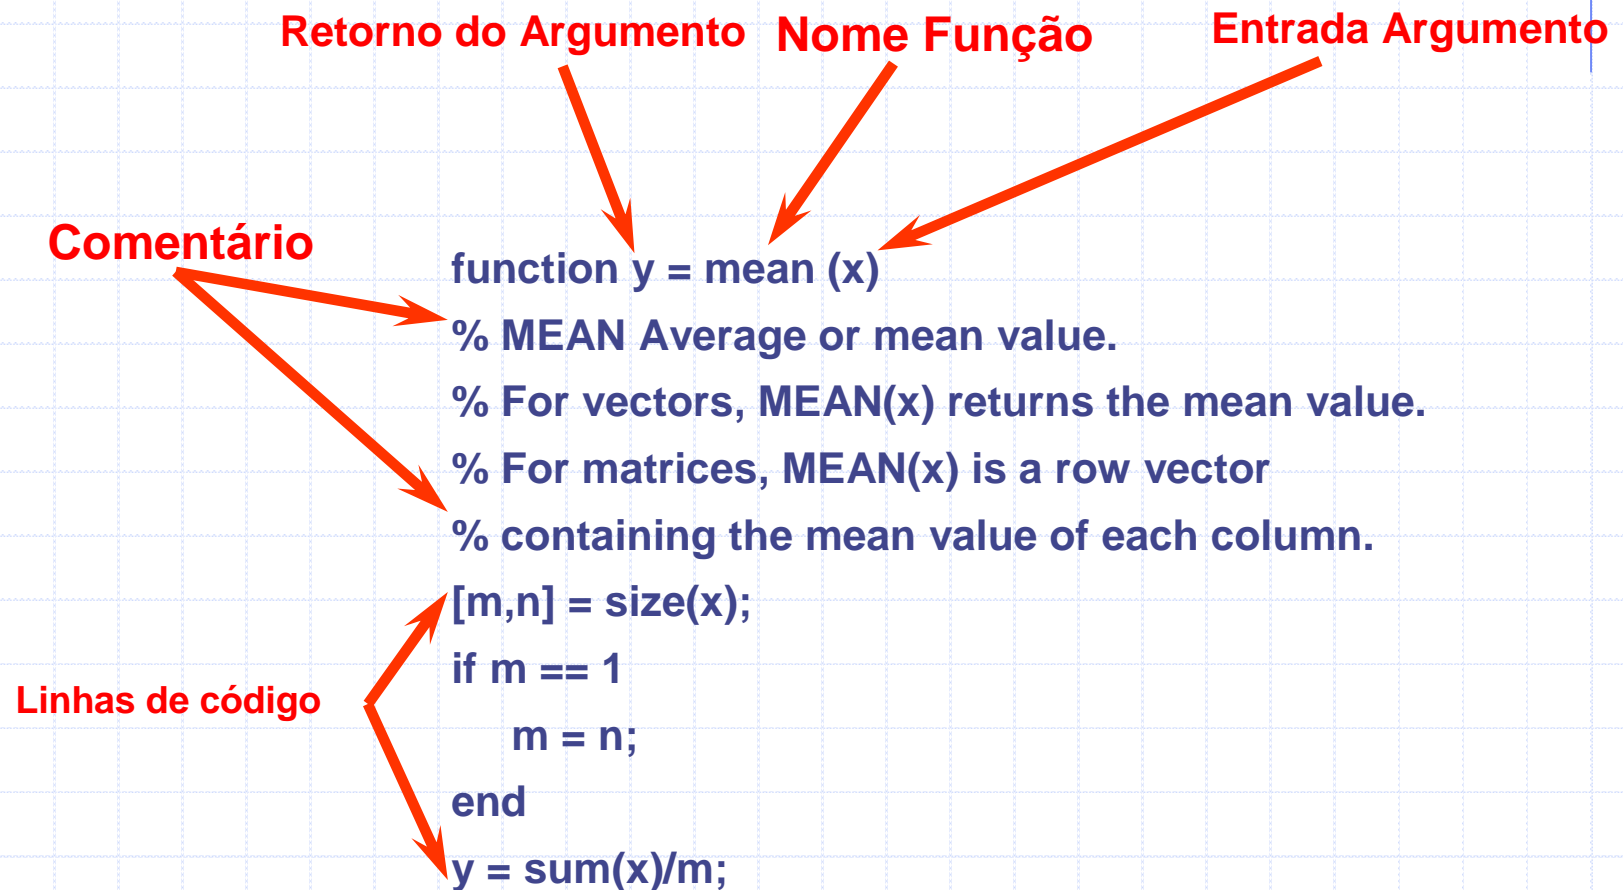 Retorno do Argumento Nome Função Entrada Argumento
Comentário
function y = mean (x)
% MEAN Average or mean value.
% For vectors, MEAN(x) returns the mean value.
% For matrices, MEAN(x) is a row vector
% containing the mean value of each column.
[m,n] = size(x);
if m == 1
Linhas de código
m = n;
end
y = sum(x)/m;